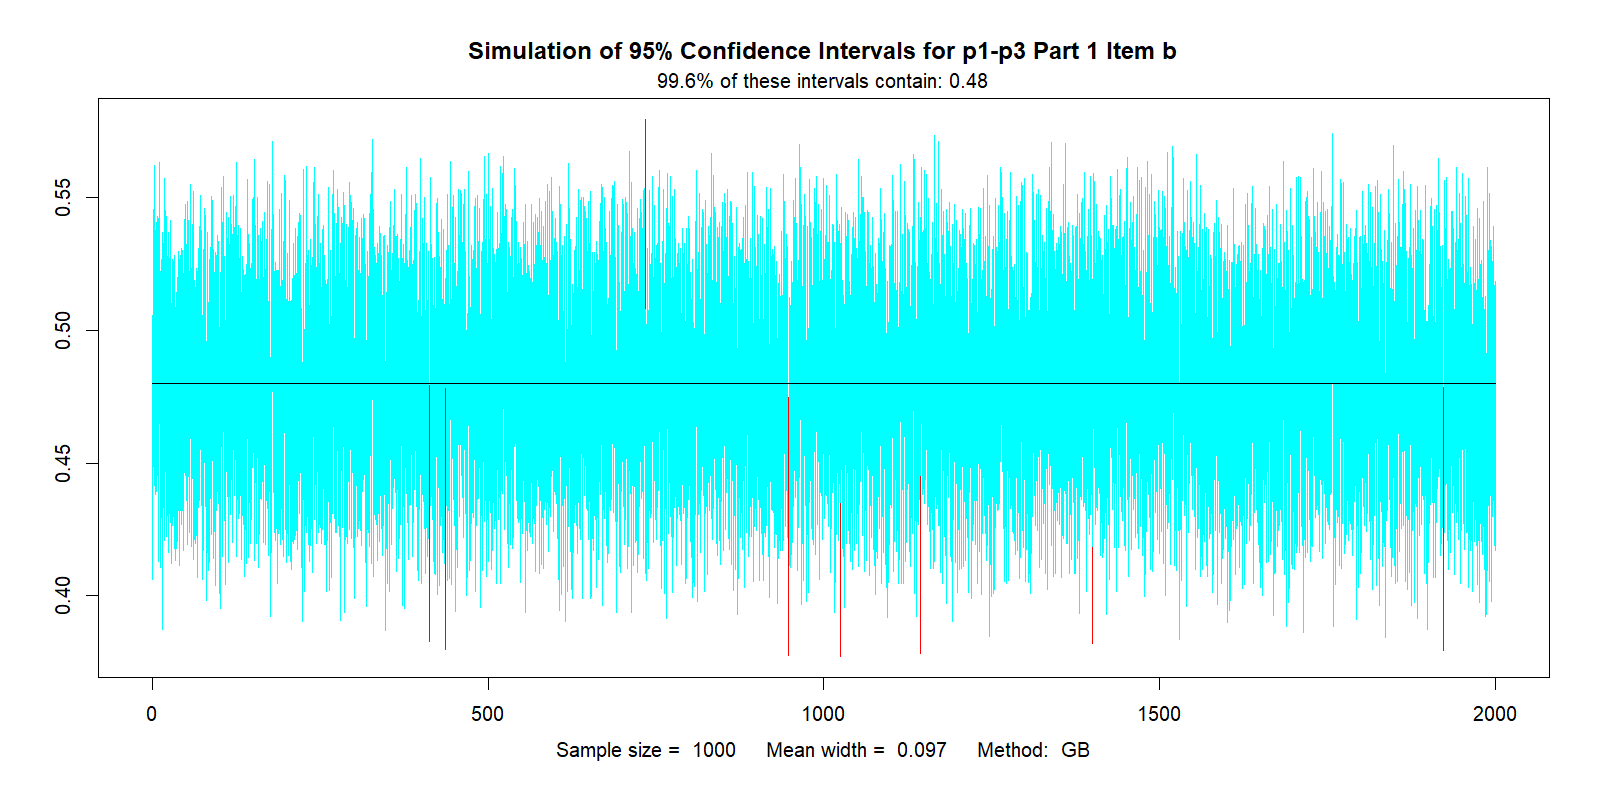 Simulation of 95% Confidence Intervals for p1-p3 Part 1 Item b
99.6% of these intervals contain: 0.48
0.55
0.50
0.45
0.40
0 500 1000 1500 2000
Sample size = 1000 Mean width = 0.097 Method: GB